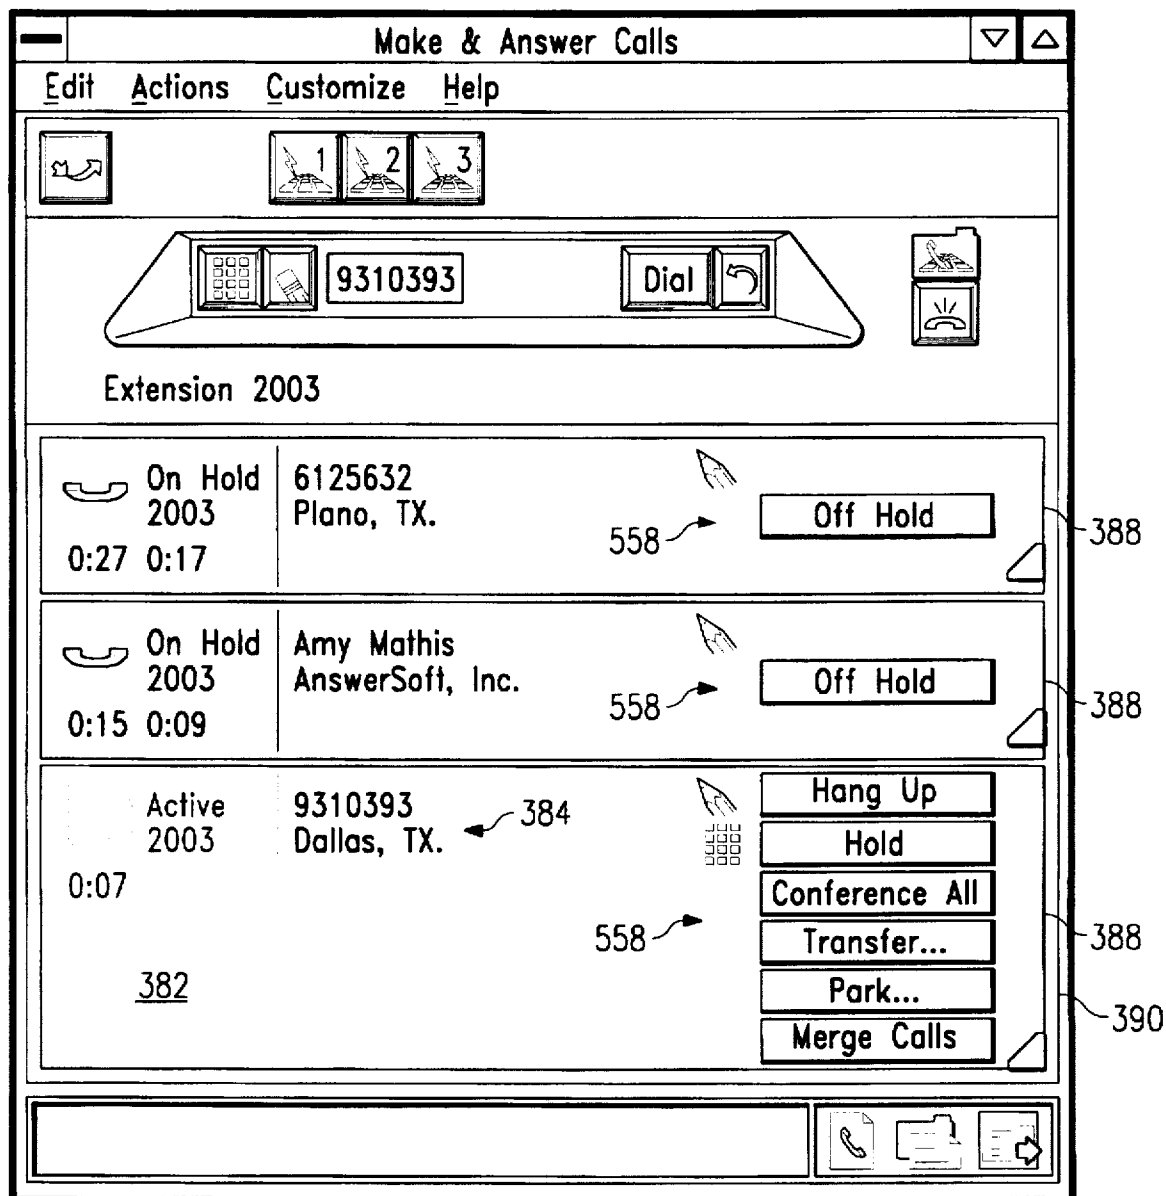 Make & Answer Calls
Edit Actions Customize Help
1 2 3
9310393 Dial
Extension 2003
On Hold 6125632
2003 Plano, TX.
558 Off Hold 388
0:27 0:17
On Hold Amy Mathis
2003 AnswerSoft, Inc.
558 Off Hold 388
0:15 0:09
Active 9310393 384 Hang Up
2003 Dallas, TX. Hold
0:07 Conference All
558 Transfer... 388
382 Park... 390
Merge Calls